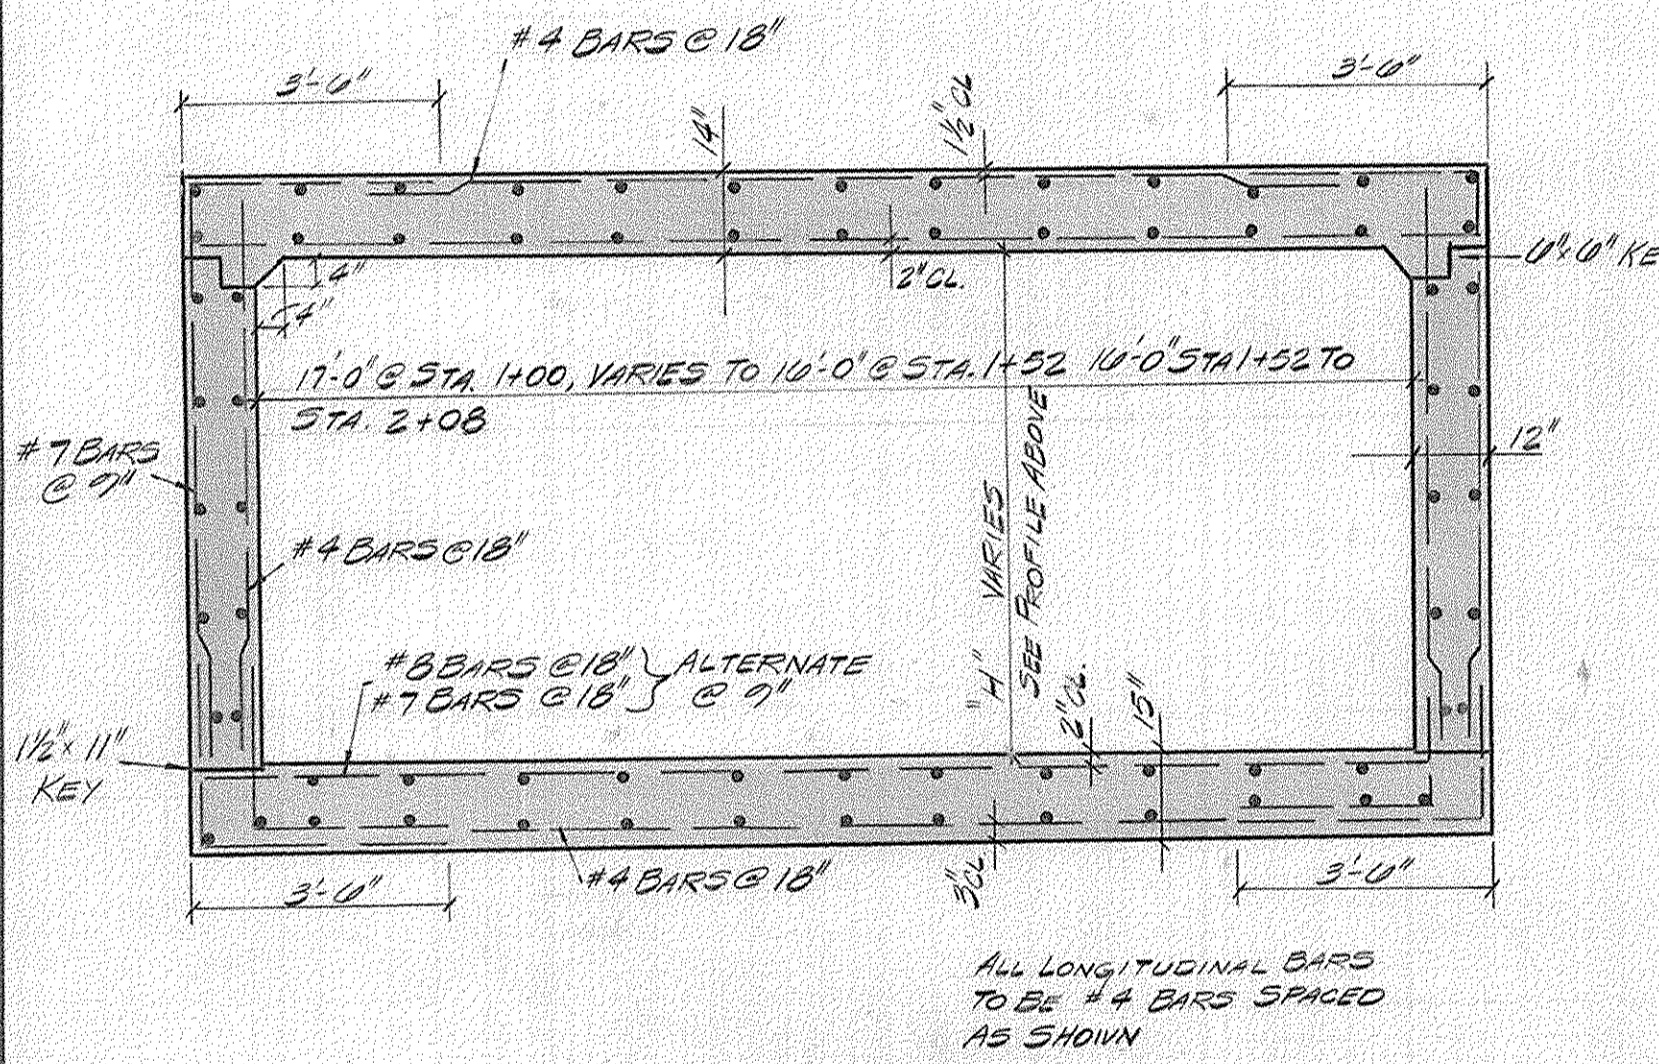 #4 BARS @ 18"
3'-6"
3'-6"
14"
1½" CL
6"x6" KE
4"
4"
2" CL.
17'-0" @ STA. 1+00, VARIES TO 16'-0" @ STA. 1+52 16'-0" STA 1+52 TO
STA. 2+08
#7 BARS
@ 9"
12"
#4 BARS @ 18"
"H" VARIES
SEE PROFILE ABOVE
#8 BARS @ 18" } ALTERNATE
#7 BARS @ 18" } @ 9"
2" CL.
15"
1½" x 11"
KEY
#4 BARS @ 18"
3" CL
3'-6"
3'-6"
ALL LONGITUDINAL BARS
TO BE #4 BARS SPACED
AS SHOWN